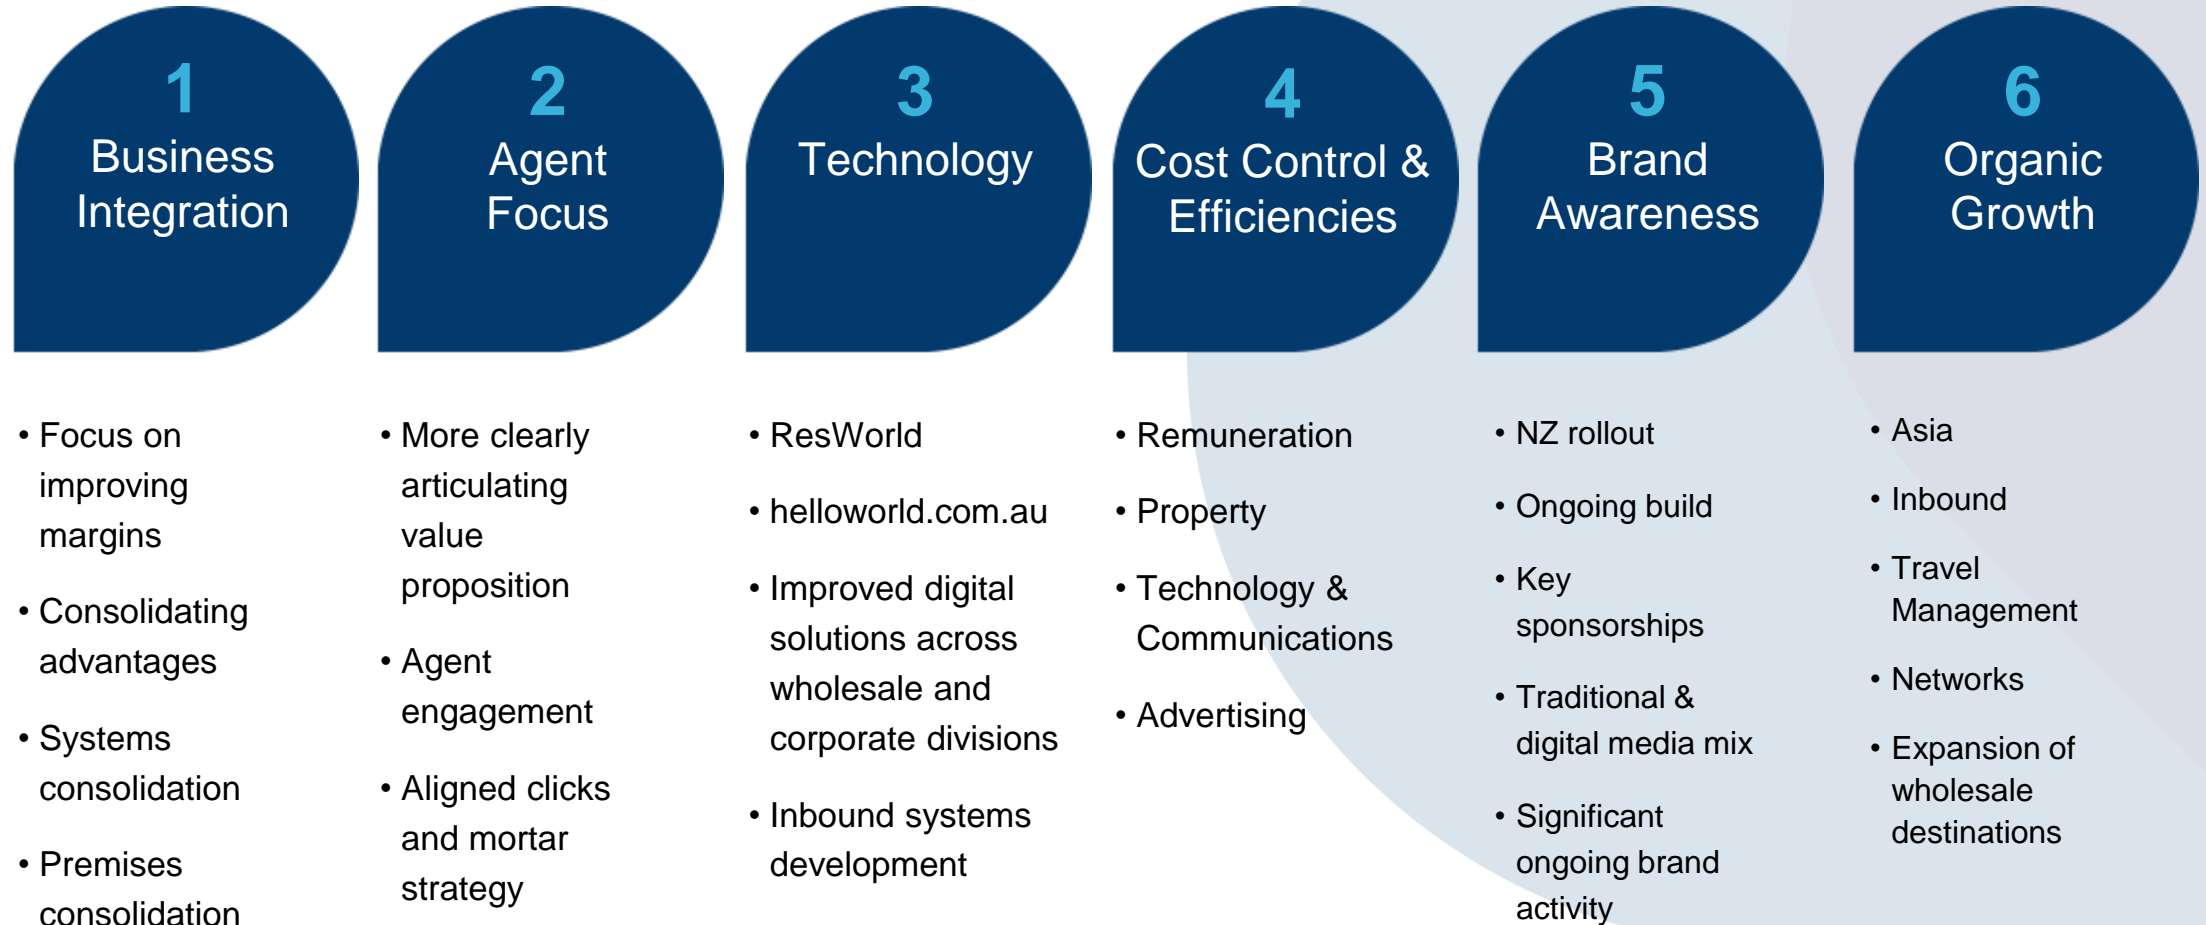 1
Business
Integration
• Focus on
improving
margins
• Consolidating
advantages
• Systems
consolidation
• Premises
consolidation
2
Agent
Focus
• More clearly
articulating
value
proposition
• Agent
engagement
• Aligned clicks
and mortar
strategy
3
Technology
• ResWorld
• helloworld.com.au
• Improved digital
solutions across
wholesale and
corporate divisions
• Inbound systems
development
4
Cost Control &
Efficiencies
• Remuneration
• Property
• Technology &
Communications
• Advertising
5
Brand
Awareness
• NZ rollout
• Ongoing build
• Key
sponsorships
• Traditional &
digital media mix
• Significant
ongoing brand
activity
6
Organic
Growth
• Asia
• Inbound
• Travel
Management
• Networks
• Expansion of
wholesale
destinations